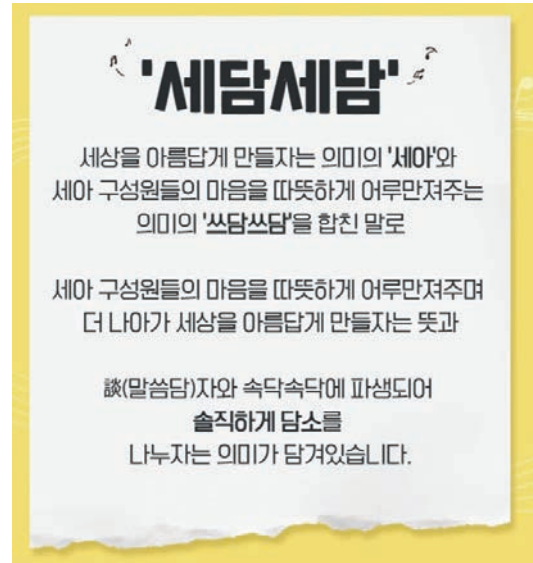 '세담세담'
세상을 아름답게 만들자는 의미의 '세아'와
세아 구성원들의 마음을 따뜻하게 어루만져주는
의미의 '쓰담쓰담'을 합친 말로
세아 구성원들의 마음을 따뜻하게 어루만져주며
더 나아가 세상을 아름답게 만들자는 뜻과
談(말씀담)자와 속닥속닥에 파생되어
솔직하게 담소를
나누자는 의미가 담겨있습니다.